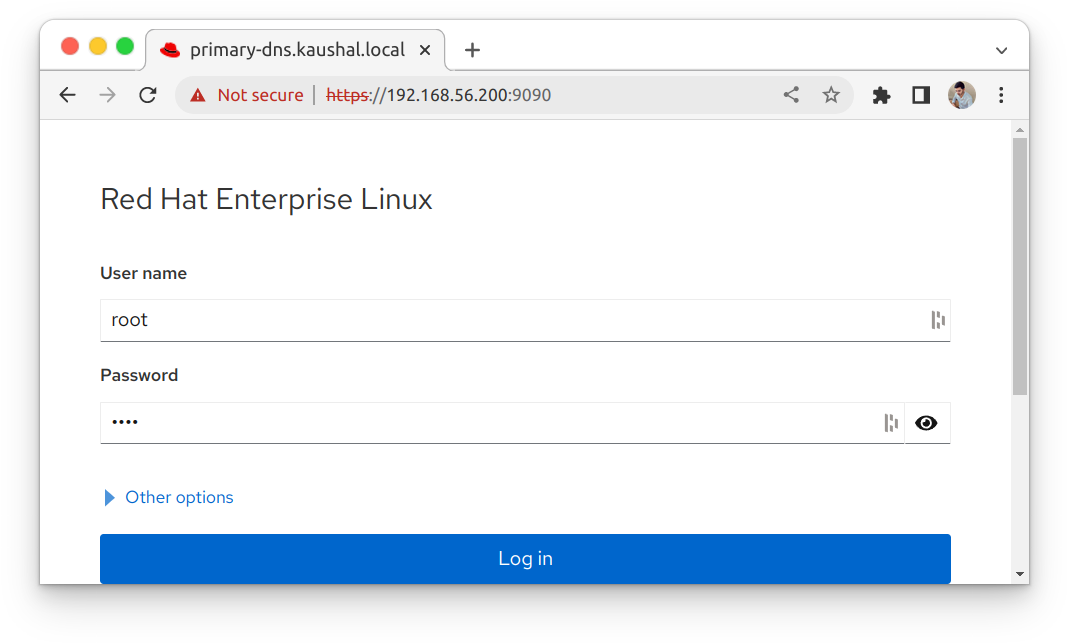 primary-dns.kaushal.local
Not secure https://192.168.56.200:9090
Red Hat Enterprise Linux
User name
root
Password
••••
Other options
Log in